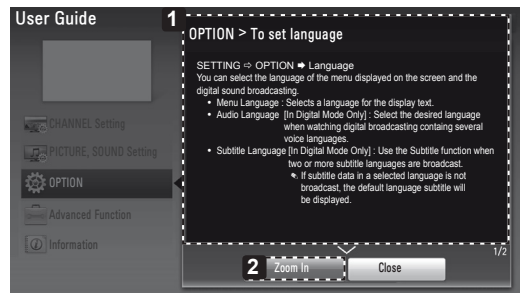 User Guide
1
OPTION > To set language
SETTING ⇨ OPTION ➡ Language
You can select the language of the menu displayed on the screen and the
digital sound broadcasting.
• Menu Language : Selects a language for the display text.
• Audio Language [In Digital Mode Only] : Select the desired language
when watching digital broadcasting containg several
voice languages.
• Subtitle Language [In Digital Mode Only] : Use the Subtitle function when
two or more subtitle languages are broadcast.
If subtitle data in a selected language is not
broadcast, the default language subtitle will
be displayed.
CHANNEL Setting
PICTURE, SOUND Setting
OPTION
Advanced Function
Information
1/2
2
Zoom In
Close